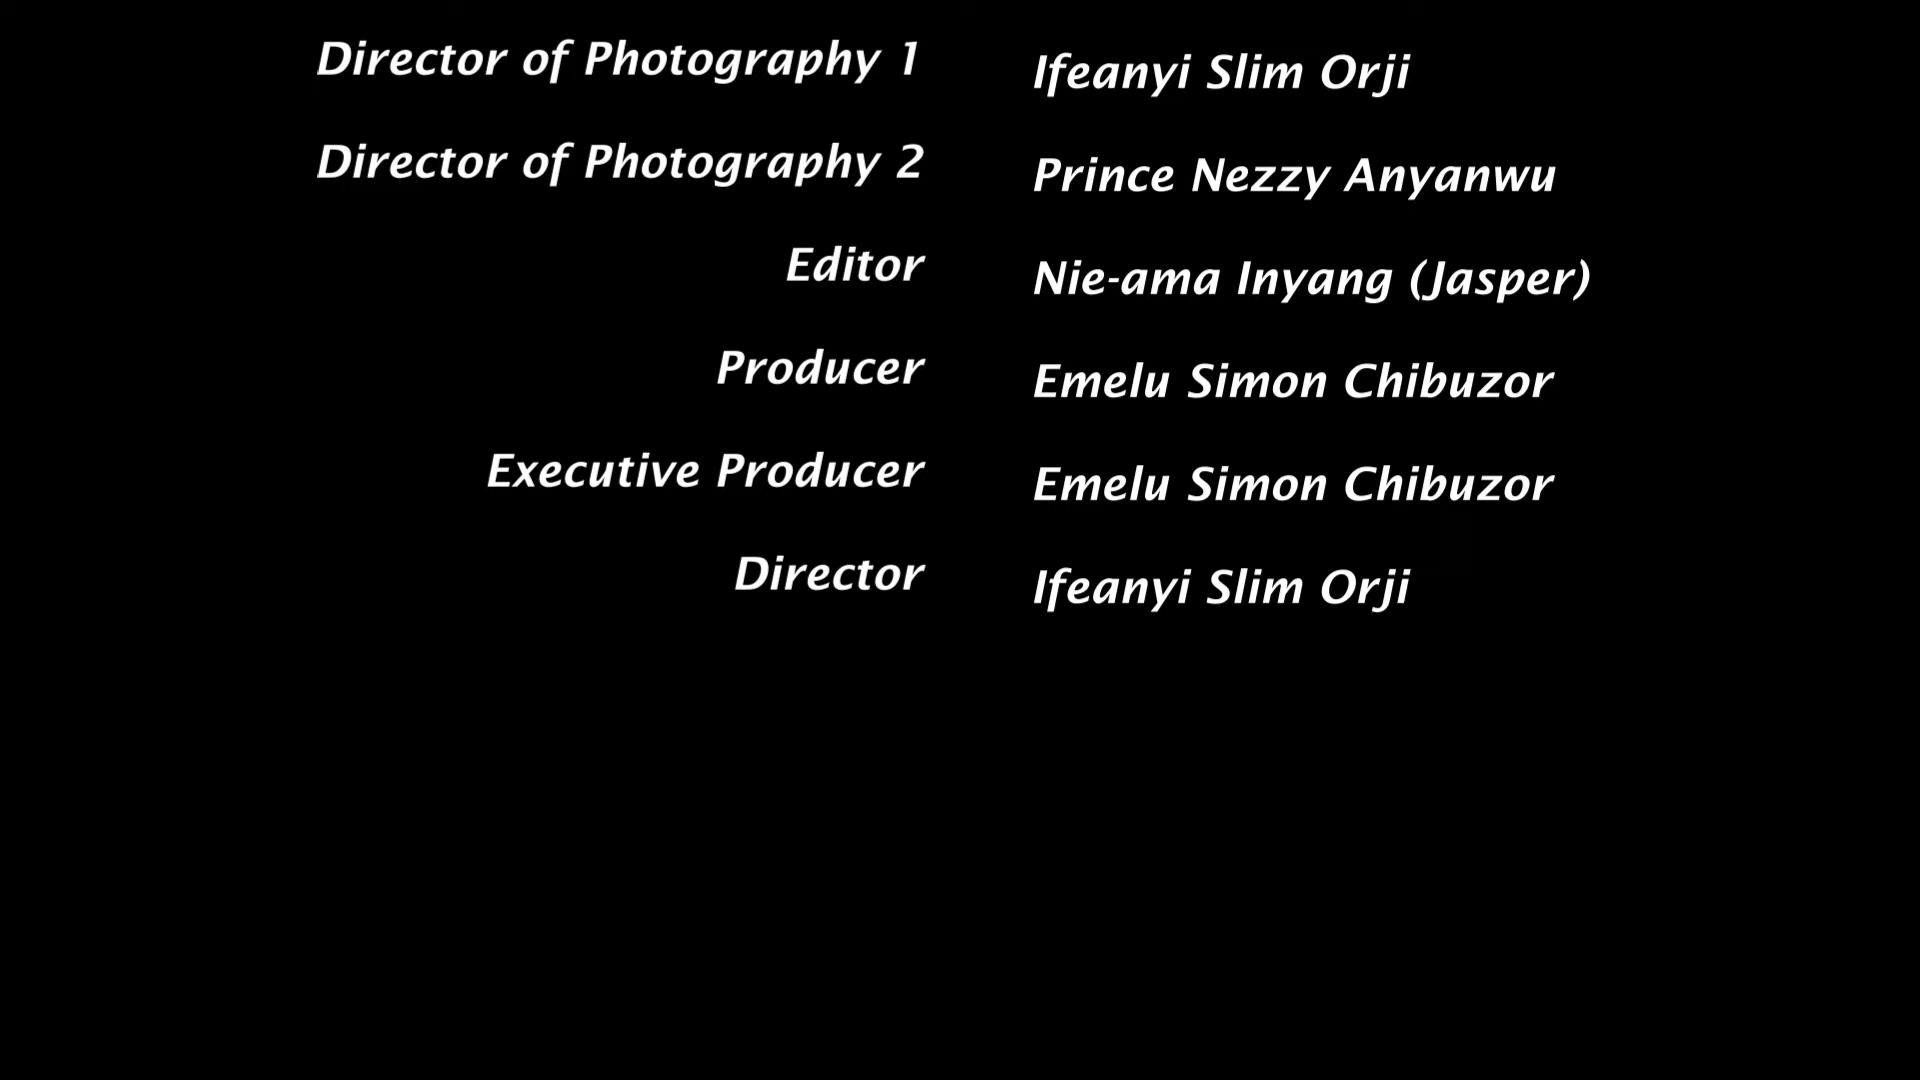 Director of Photography 1 Ifeanyi Slim Orji
Director of Photography 2 Prince Nezzy Anyanwu
Editor Nie-ama Inyang (Jasper)
Producer Emelu Simon Chibuzor
Executive Producer Emelu Simon Chibuzor
Director Ifeanyi Slim Orji